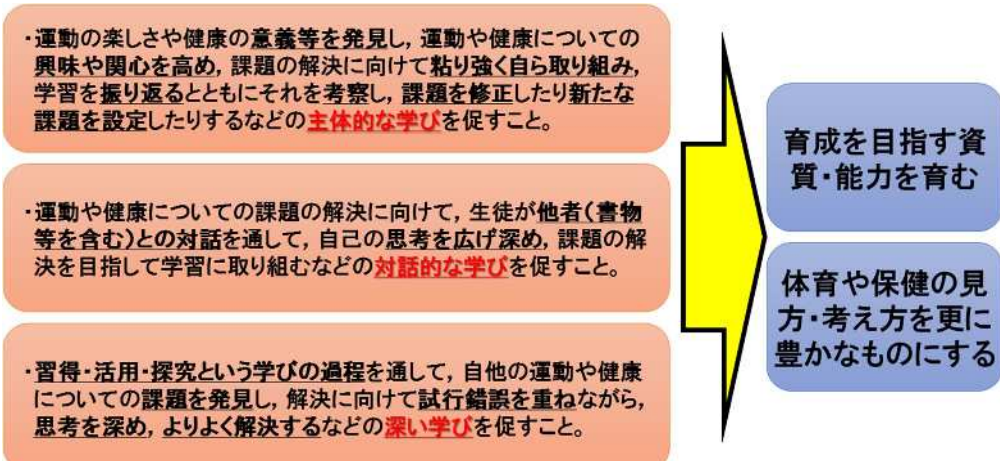 ・運動の楽しさや健康の意義等を発見し，運動や健康についての
興味や関心を高め，課題の解決に向けて粘り強く自ら取り組み，
学習を振り返るとともにそれを考察し，課題を修正したり新たな
課題を設定したりするなどの主体的な学びを促すこと。
・運動や健康についての課題の解決に向けて，生徒が他者（書物
等を含む）との対話を通して，自己の思考を広げ深め，課題の解
決を目指して学習に取り組むなどの対話的な学びを促すこと。
・習得・活用・探究という学びの過程を通して，自他の運動や健康
についての課題を発見し，解決に向けて試行錯誤を重ねながら，
思考を深め，よりよく解決するなどの深い学びを促すこと。
育成を目指す資
質・能力を育む
体育や保健の見
方・考え方を更に
豊かなものにする